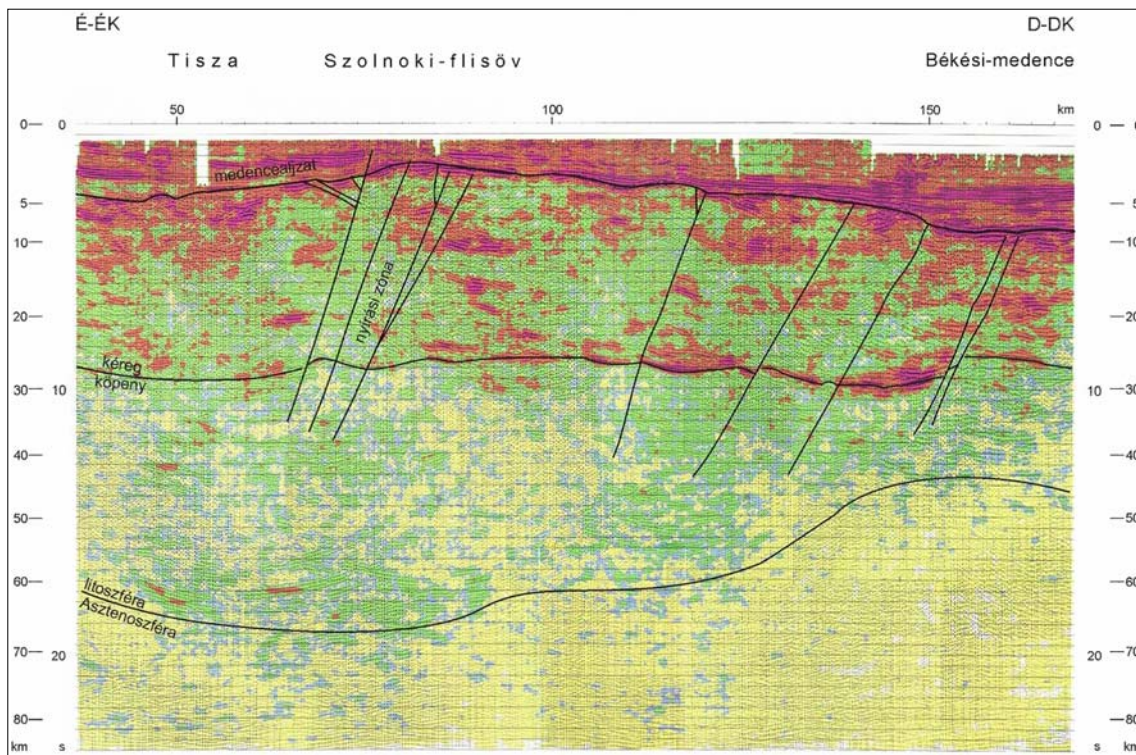 É-ÉK D-DK
Tisza Szolnoki-flisöv Békési-medence
50 100 150 km
0 0 0 0
medencealjzat
5 5
10 10
nyírási zóna
20 20
kéreg
köpeny
30 10 10 30
40 40
50 50
60 60
litoszféra
Asztenoszféra
70 20 20 70
80 80
km s s km